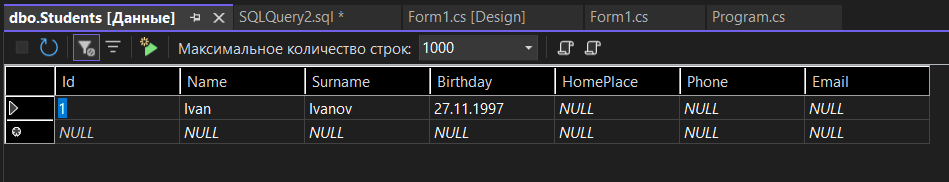 dbo.Students [Данные] SQLQuery2.sql * Form1.cs [Design] Form1.cs Program.cs
Максимальное количество строк: 1000
Id Name Surname Birthday HomePlace Phone Email
1 Ivan Ivanov 27.11.1997 NULL NULL NULL
NULL NULL NULL NULL NULL NULL NULL